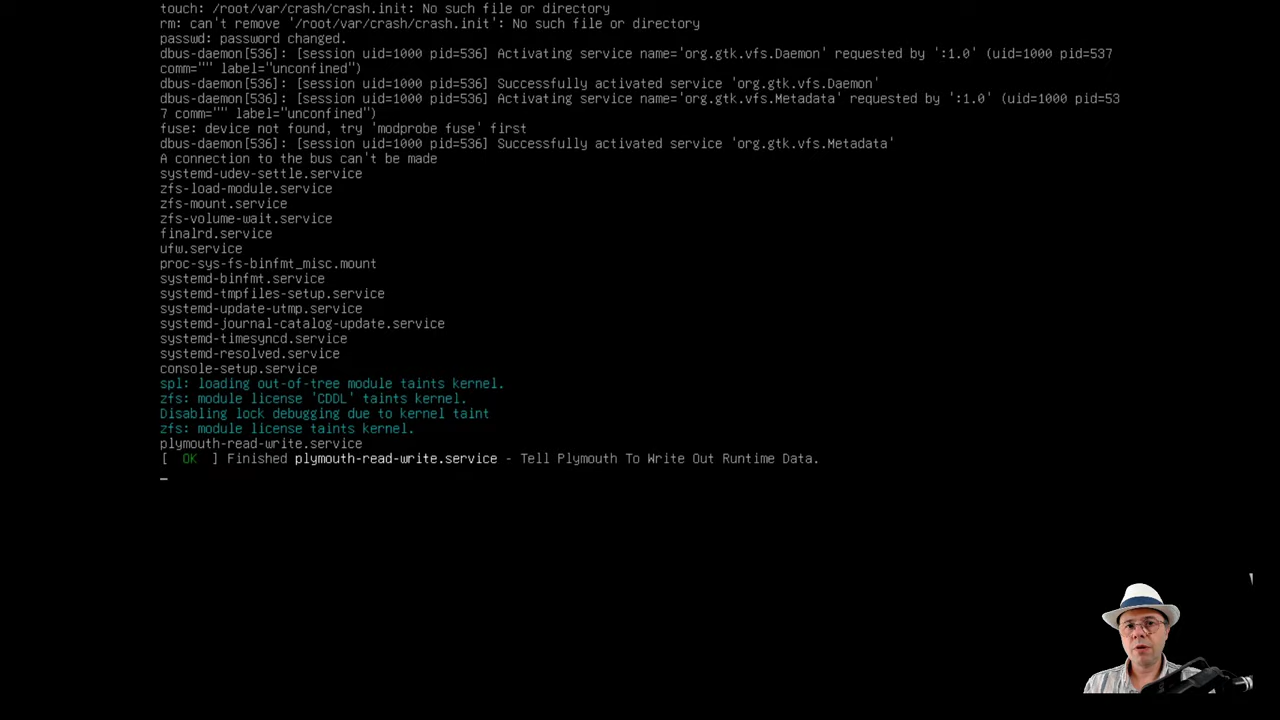 touch: /root/var/crash/crash.init: No such file or directory
rm: can't remove '/root/var/crash/crash.init': No such file or directory
passwd: password changed.
dbus-daemon[536]: [session uid=1000 pid=536] Activating service name='org.gtk.vfs.Daemon' requested by ':1.0' (uid=1000 pid=537
comm="" label="unconfined")
dbus-daemon[536]: [session uid=1000 pid=536] Successfully activated service 'org.gtk.vfs.Daemon'
dbus-daemon[536]: [session uid=1000 pid=536] Activating service name='org.gtk.vfs.Metadata' requested by ':1.0' (uid=1000 pid=53
7 comm="" label="unconfined")
fuse: device not found, try 'modprobe fuse' first
dbus-daemon[536]: [session uid=1000 pid=536] Successfully activated service 'org.gtk.vfs.Metadata'
A connection to the bus can't be made
systemd-udev-settle.service
zfs-load-module.service
zfs-mount.service
zfs-volume-wait.service
finalrd.service
ufw.service
proc-sys-fs-binfmt_misc.mount
systemd-binfmt.service
systemd-tmpfiles-setup.service
systemd-update-utmp.service
systemd-journal-catalog-update.service
systemd-timesyncd.service
systemd-resolved.service
console-setup.service
spl: loading out-of-tree module taints kernel.
zfs: module license 'CDDL' taints kernel.
Disabling lock debugging due to kernel taint
zfs: module license taints kernel.
plymouth-read-write.service
[  OK  ] Finished plymouth-read-write.service - Tell Plymouth To Write Out Runtime Data.